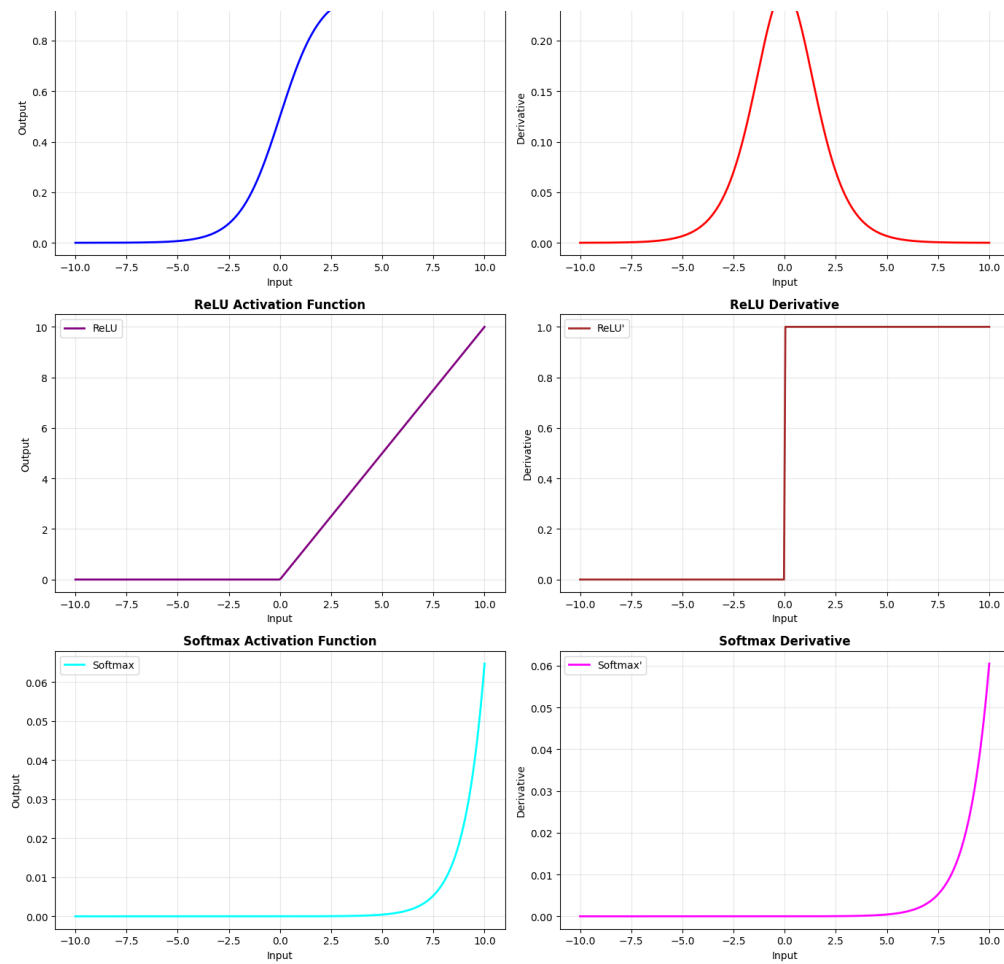 0.8
0.6
0.4
0.2
0.0
Output
−10.0 −7.5 −5.0 −2.5 0.0 2.5 5.0 7.5 10.0
Input
0.20
0.15
0.10
0.05
0.00
Derivative
−10.0 −7.5 −5.0 −2.5 0.0 2.5 5.0 7.5 10.0
Input
ReLU Activation Function
ReLU
10
8
6
4
2
0
Output
−10.0 −7.5 −5.0 −2.5 0.0 2.5 5.0 7.5 10.0
Input
ReLU Derivative
ReLU'
1.0
0.8
0.6
0.4
0.2
0.0
Derivative
−10.0 −7.5 −5.0 −2.5 0.0 2.5 5.0 7.5 10.0
Input
Softmax Activation Function
Softmax
0.06
0.05
0.04
0.03
0.02
0.01
0.00
Output
−10.0 −7.5 −5.0 −2.5 0.0 2.5 5.0 7.5 10.0
Input
Softmax Derivative
Softmax'
0.06
0.05
0.04
0.03
0.02
0.01
0.00
Derivative
−10.0 −7.5 −5.0 −2.5 0.0 2.5 5.0 7.5 10.0
Input